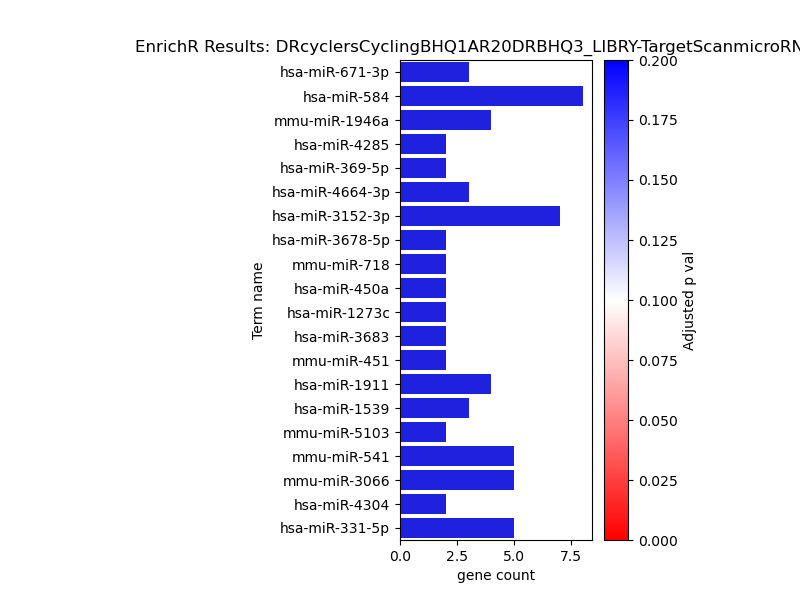 EnrichR Results: DRcyclersCyclingBHQ1AR20DRBHQ3_LIBRY-TargetScanmicroRN
hsa-miR-671-3p
hsa-miR-584
mmu-miR-1946a
hsa-miR-4285
hsa-miR-369-5p
hsa-miR-4664-3p
hsa-miR-3152-3p
hsa-miR-3678-5p
mmu-miR-718
hsa-miR-450a
hsa-miR-1273c
hsa-miR-3683
mmu-miR-451
hsa-miR-1911
hsa-miR-1539
mmu-miR-5103
mmu-miR-541
mmu-miR-3066
hsa-miR-4304
hsa-miR-331-5p
Term name
0.0 2.5 5.0 7.5
gene count
0.200
0.175
0.150
0.125
0.100
0.075
0.050
0.025
0.000
Adjusted p val